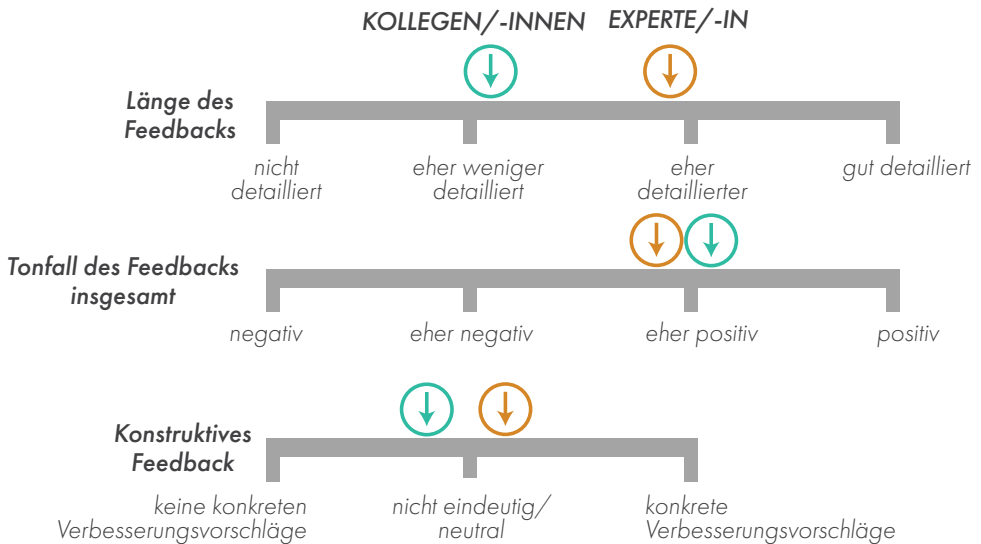 KOLLEGEN/-INNEN EXPERTE/-IN
Länge des
Feedbacks
nicht
detailliert
eher weniger
detailliert
eher
detaillierter
gut detailliert
Tonfall des Feedbacks
insgesamt
negativ
eher negativ
eher positiv
positiv
Konstruktives
Feedback
keine konkreten
Verbesserungsvorschläge
nicht eindeutig/
neutral
konkrete
Verbesserungsvorschläge